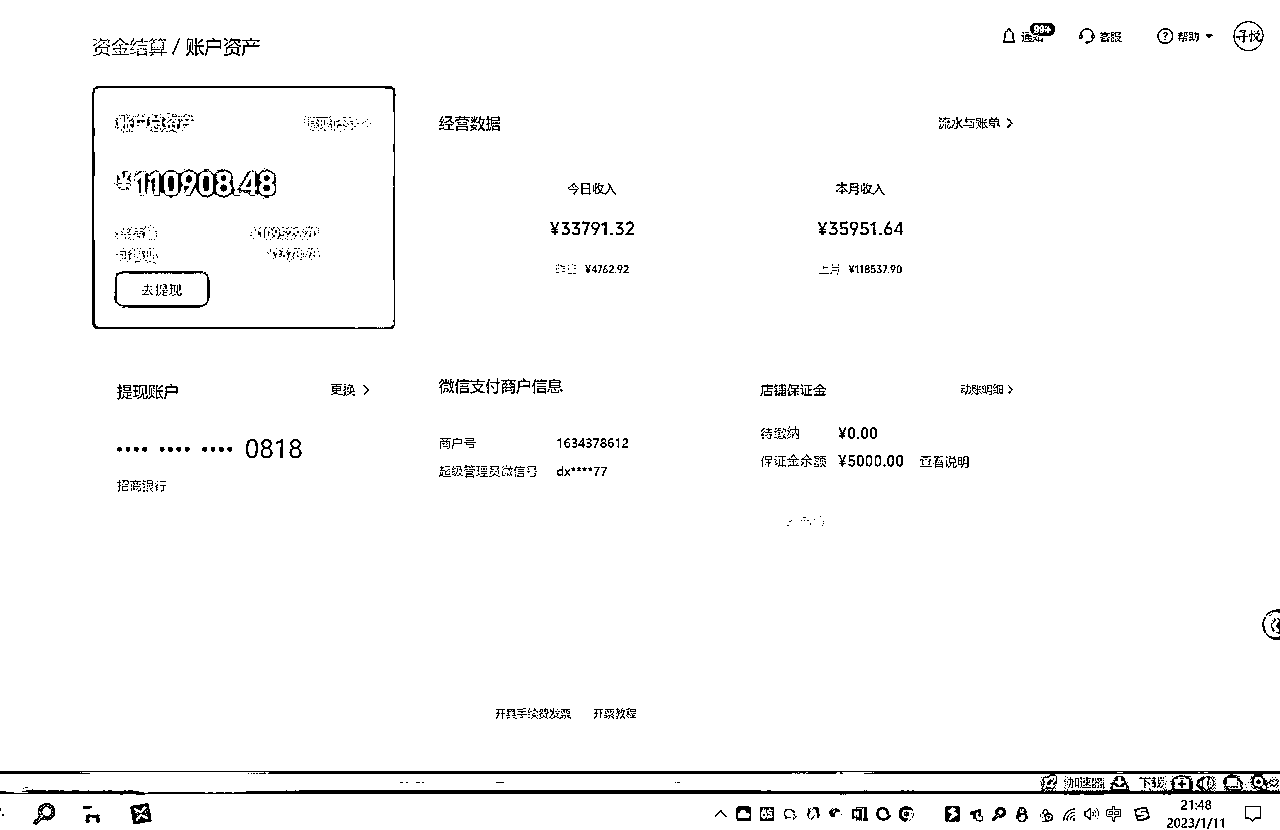 资金结算 / 账户资产
通知 99+ 客服 帮助 子悦
账户总资产
¥110908.48
去提现
经营数据 流水与账单 >
今日收入 本月收入
¥33791.32 ¥35951.64
昨日 ¥4762.92 上月 ¥118537.90
提现账户 更换 >
•••• •••• •••• 0818
招商银行
微信支付商户信息
商户号 1634378612
超级管理员微信号 dx****77
店铺保证金 动账明细 >
待缴纳 ¥0.00
保证金余额 ¥5000.00 查看说明
开具手续费发票 开票教程
加速器 下载
中
21:48
2023/1/11